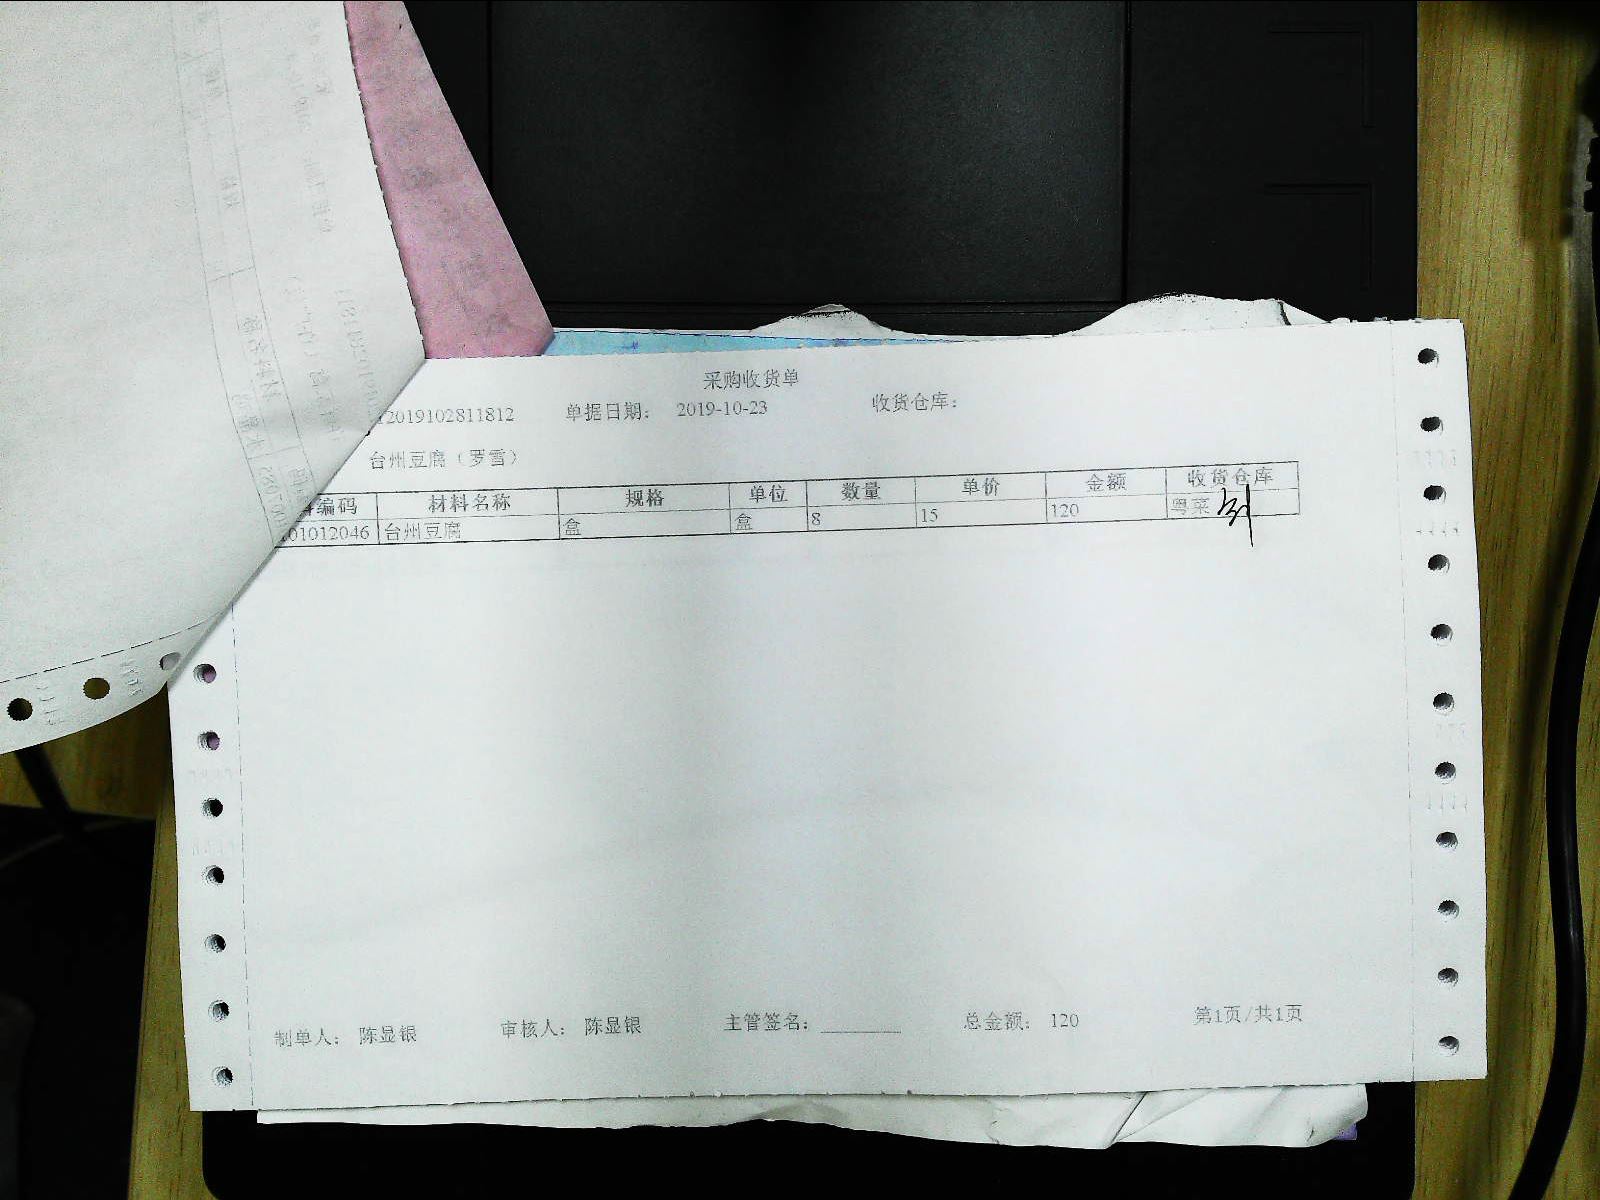 采购收货单
12019102811812 单据日期： 2019-10-23 收货仓库：
台州豆腐（罗雪）
编码 材料名称 规格 单位 数量 单价 金额 收货仓库
01012046 台州豆腐 盒 盒 8 15 120 粤菜
制单人： 陈显银 审核人： 陈显银 主管签名： 总金额： 120 第1页/共1页